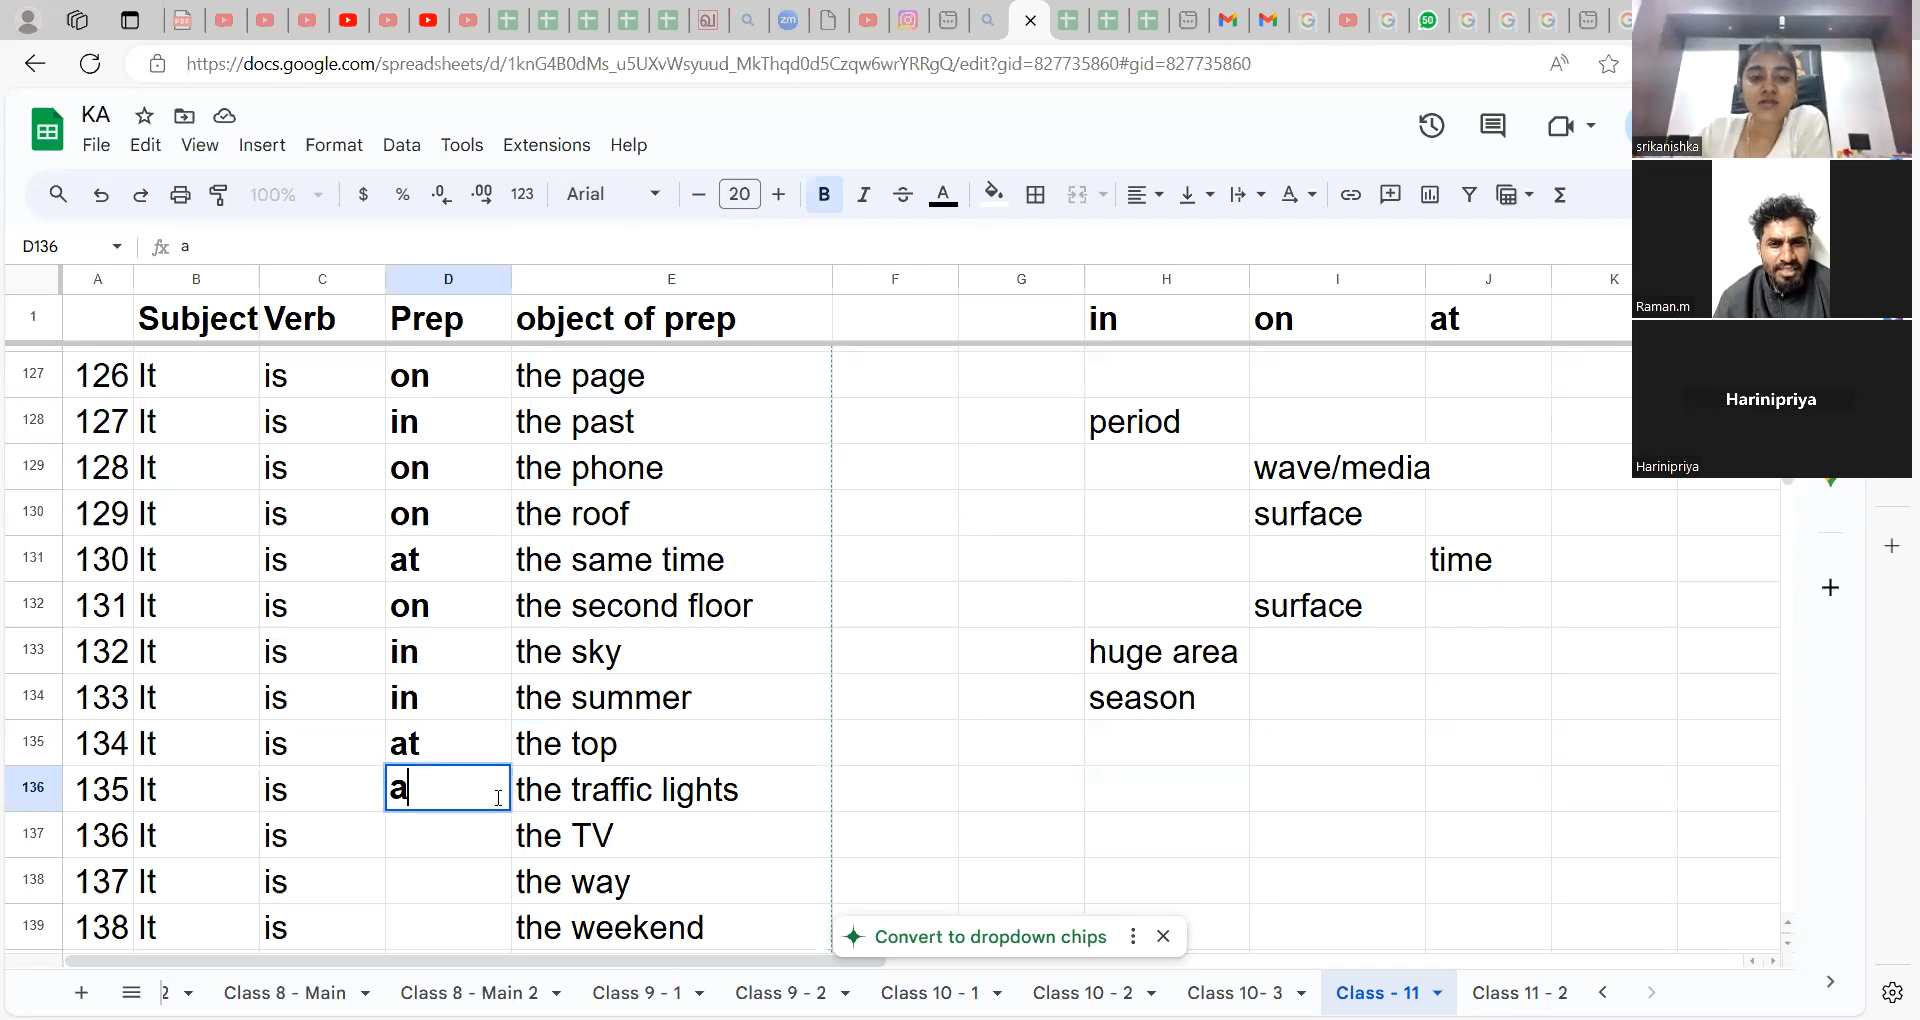 https://docs.google.com/spreadsheets/d/1knG4B0dMs_u5UXvWsyuud_MkThqd0d5Czqw6wrYRRgQ/edit?gid=827735860#gid=827735860
KA
File Edit View Insert Format Data Tools Extensions Help
100% $ % .0 .00 123 Arial 20 B I A
D136 fx a
A B C D E F G H I J K
1 Subject Verb Prep object of prep in on at
127 126 It is on the page
128 127 It is in the past period
129 128 It is on the phone wave/media
130 129 It is on the roof surface
131 130 It is at the same time time
132 131 It is on the second floor surface
133 132 It is in the sky huge area
134 133 It is in the summer season
135 134 It is at the top
136 135 It is a the traffic lights
137 136 It is the TV
138 137 It is the way
139 138 It is the weekend
Convert to dropdown chips
2 Class 8 - Main Class 8 - Main 2 Class 9 - 1 Class 9 - 2 Class 10 - 1 Class 10 - 2 Class 10- 3 Class - 11 Class 11 - 2
srikanishka
Raman.m
Harinipriya
Harinipriya